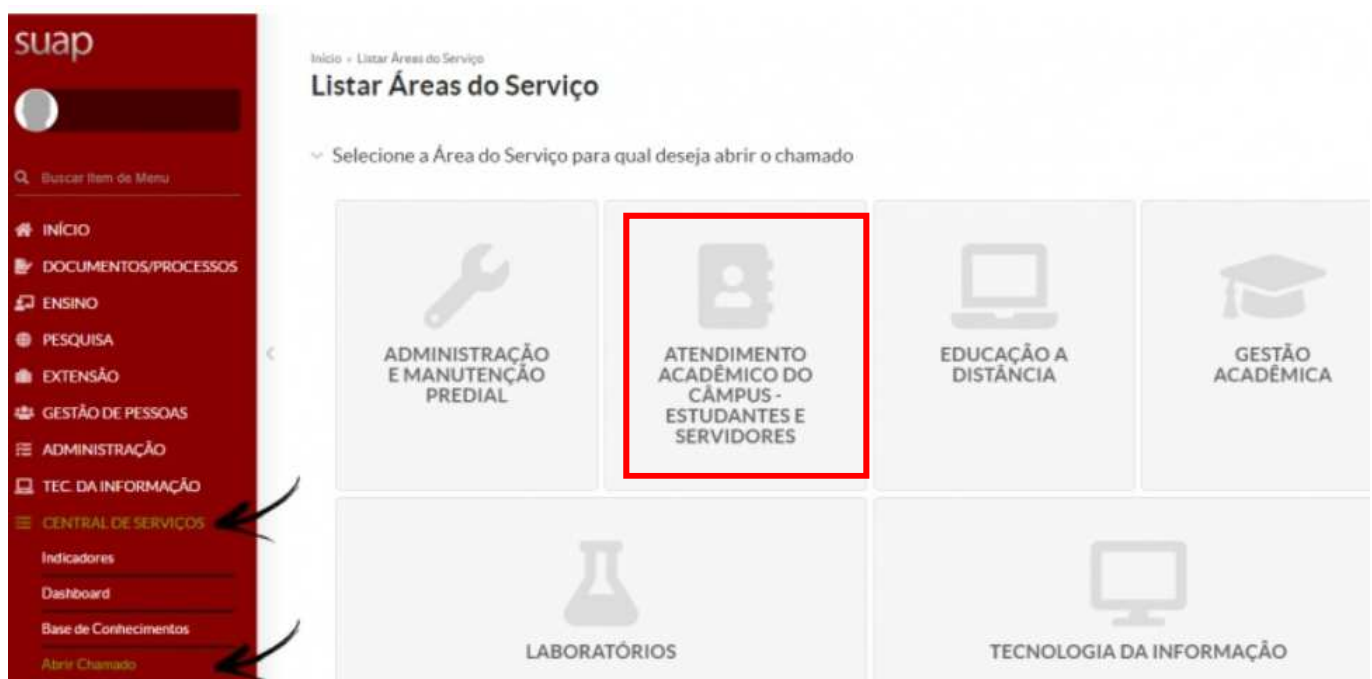 suap
Buscar Item de Menu
INÍCIO
DOCUMENTOS/PROCESSOS
ENSINO
PESQUISA
EXTENSÃO
GESTÃO DE PESSOAS
ADMINISTRAÇÃO
TEC. DA INFORMAÇÃO
CENTRAL DE SERVIÇOS
Indicadores
Dashboard
Base de Conhecimentos
Abrir Chamado
Início » Listar Áreas do Serviço
Listar Áreas do Serviço
Selecione a Área do Serviço para qual deseja abrir o chamado
ADMINISTRAÇÃO
E MANUTENÇÃO
PREDIAL
ATENDIMENTO
ACADÊMICO DO
CÂMPUS -
ESTUDANTES E
SERVIDORES
EDUCAÇÃO A
DISTÂNCIA
GESTÃO
ACADÊMICA
LABORATÓRIOS
TECNOLOGIA DA INFORMAÇÃO